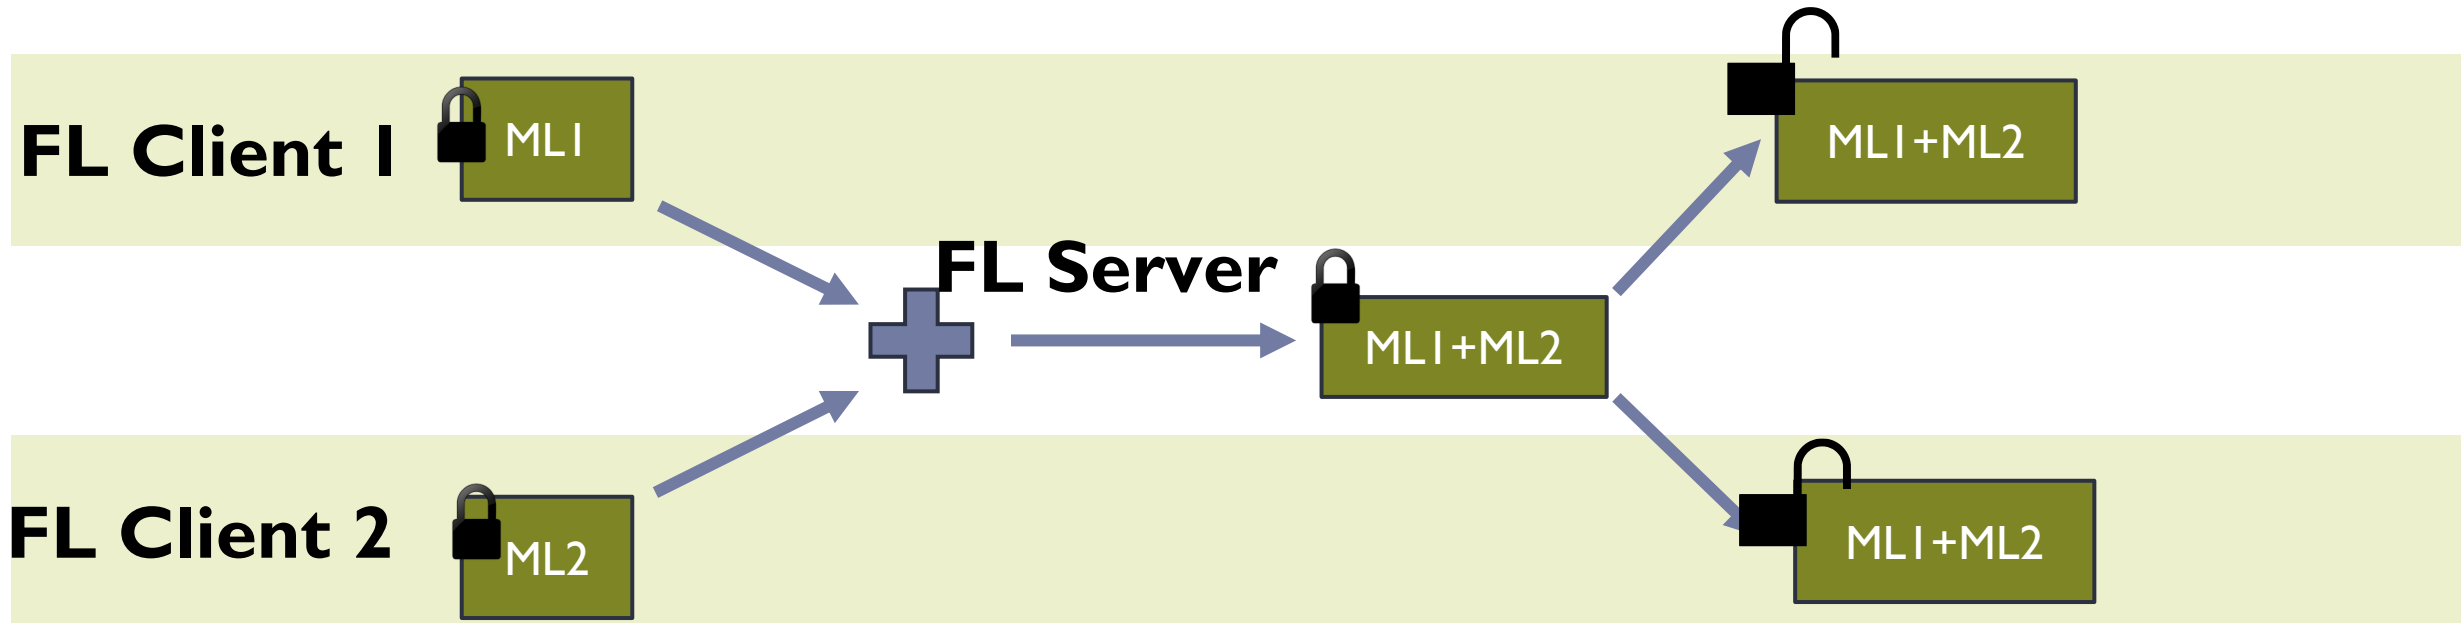 FL Client 1
ML1
ML1+ML2
FL Server
ML1+ML2
FL Client 2
ML2
ML1+ML2